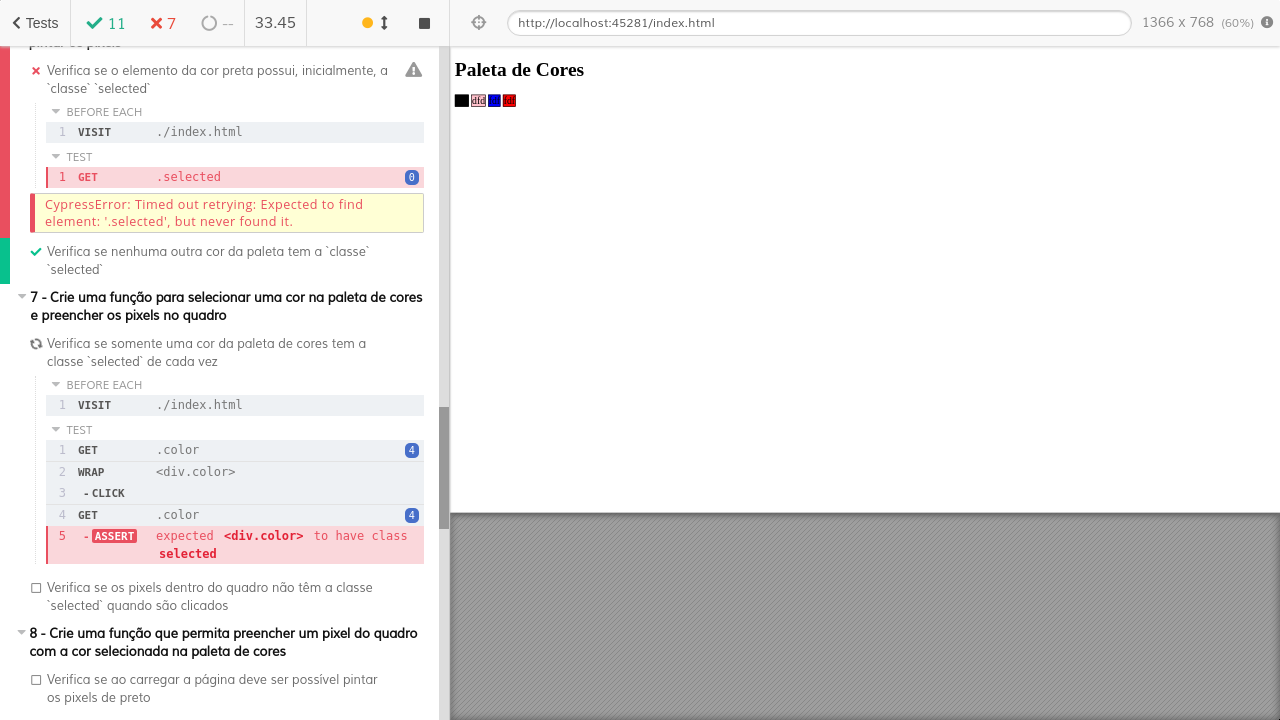 Tests 11 7 -- 33.45
http://localhost:45281/index.html 1366 x 768 (60%)
pintar os pixels
Verifica se o elemento da cor preta possui, inicialmente, a
`classe` `selected`
BEFORE EACH
1 VISIT ./index.html
TEST
1 GET .selected 0
CypressError: Timed out retrying: Expected to find
element: '.selected', but never found it.
Verifica se nenhuma outra cor da paleta tem a `classe`
`selected`
7 - Crie uma função para selecionar uma cor na paleta de cores
e preencher os pixels no quadro
Verifica se somente uma cor da paleta de cores tem a
classe `selected` de cada vez
BEFORE EACH
1 VISIT ./index.html
TEST
1 GET .color 4
2 WRAP <div.color>
3 - CLICK
4 GET .color 4
5 - ASSERT expected <div.color> to have class
selected
Verifica se os pixels dentro do quadro não têm a classe
`selected` quando são clicados
8 - Crie uma função que permita preencher um pixel do quadro
com a cor selecionada na paleta de cores
Verifica se ao carregar a página deve ser possível pintar
os pixels de preto
Paleta de Cores
dfd